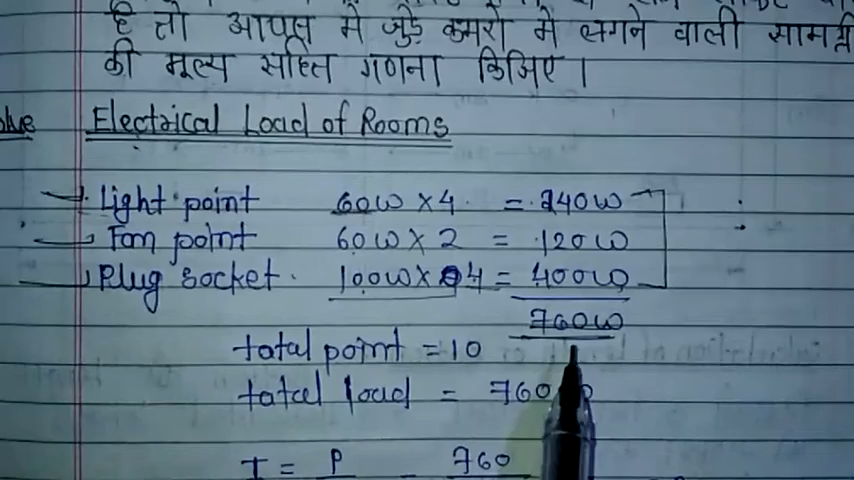 है तो आपस में जुड़े कमरो में लगने वाली सामग्री
की मूल्य सहित गणना किजिए।
Electrical Load of Rooms
Light point 60W × 4 = 240W
Fan point 60W × 2 = 120W
Plug socket 100W × 4 = 400W
760W
total point = 10
total load = 760
I = P 760